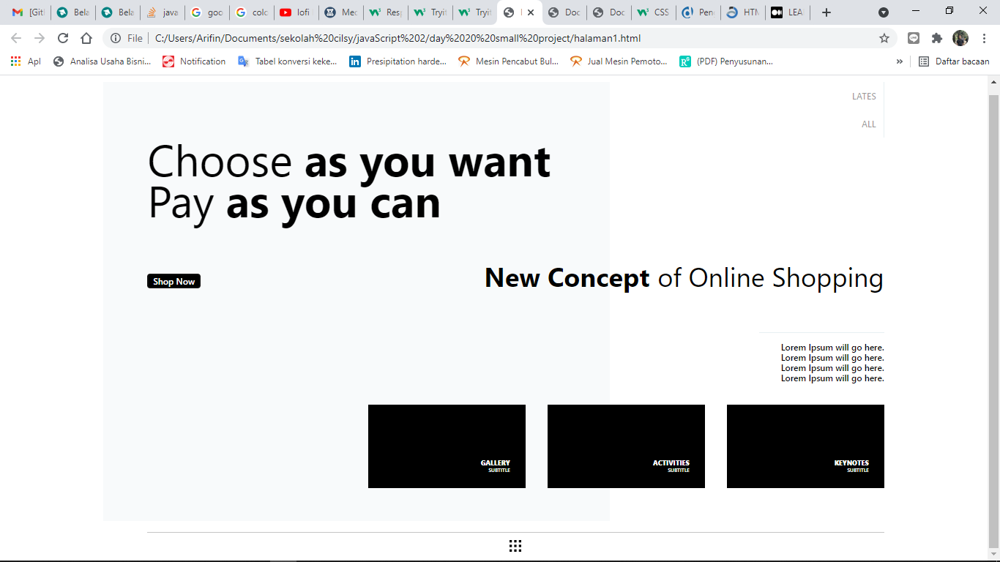 [Git
Bela
Bela
java
goo
colo
lofi
Mec
Resp
Tryit
Tryit
Doc
Doc
CSS
Pen
HTN
LEA
File
C:/Users/Arifin/Documents/sekolah%20cilsy/javaScript%202/day%2020%20small%20project/halaman1.html
Apl
Analisa Usaha Bisni...
Notification
Tabel konversi keke...
Presipitation harde...
Mesin Pencabut Bul...
Jual Mesin Pemoto...
(PDF) Penyusunan...
»
Daftar bacaan
LATES
ALL
Choose as you want
Pay as you can
Shop Now
New Concept of Online Shopping
Lorem Ipsum will go here.
Lorem Ipsum will go here.
Lorem Ipsum will go here.
Lorem Ipsum will go here.
GALLERY
SUBTITLE
ACTIVITIES
SUBTITLE
KEYNOTES
SUBTITLE